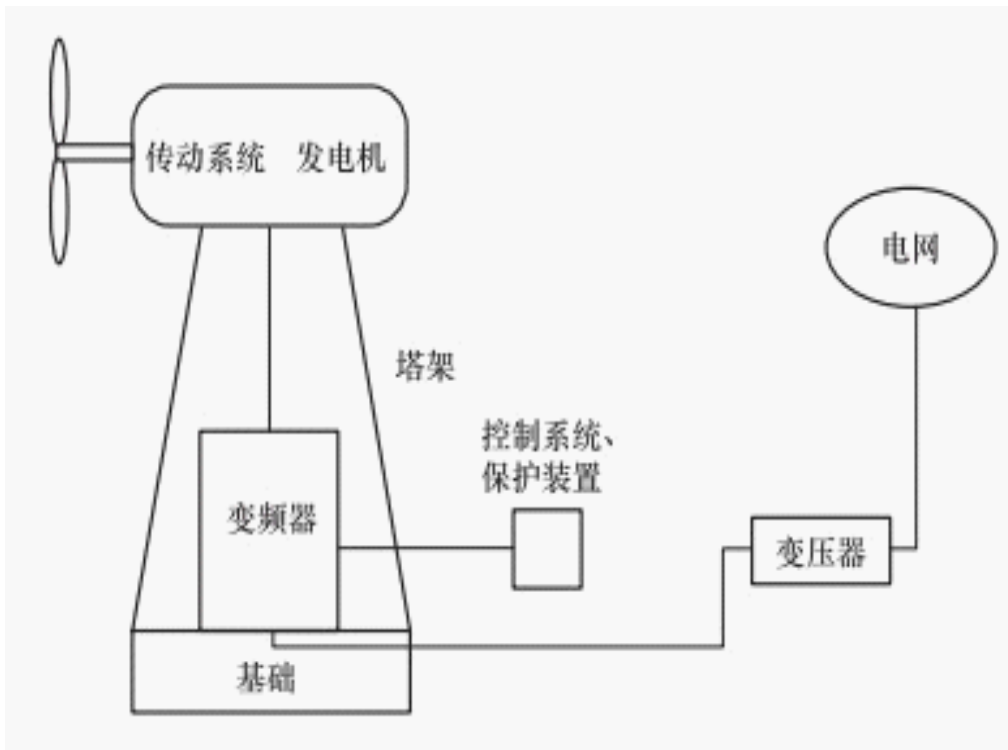 传动系统 发电机
电网
塔架
控制系统、
保护装置
变频器
变压器
基础